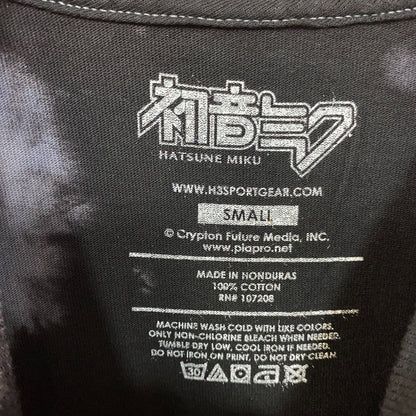 初音ミク
HATSUNE MIKU
WWW.H3SPORTGEAR.COM
SMALL
© Crypton Future Media, INC.
www.piapro.net
MADE IN HONDURAS
100% COTTON
RN# 107208
MACHINE WASH COLD WITH LIKE COLORS.
ONLY NON-CHLORINE BLEACH WHEN NEEDED.
TUMBLE DRY LOW, COOL IRON IF NEEDED.
DO NOT IRON ON PRINT, DO NOT DRY CLEAN.
30